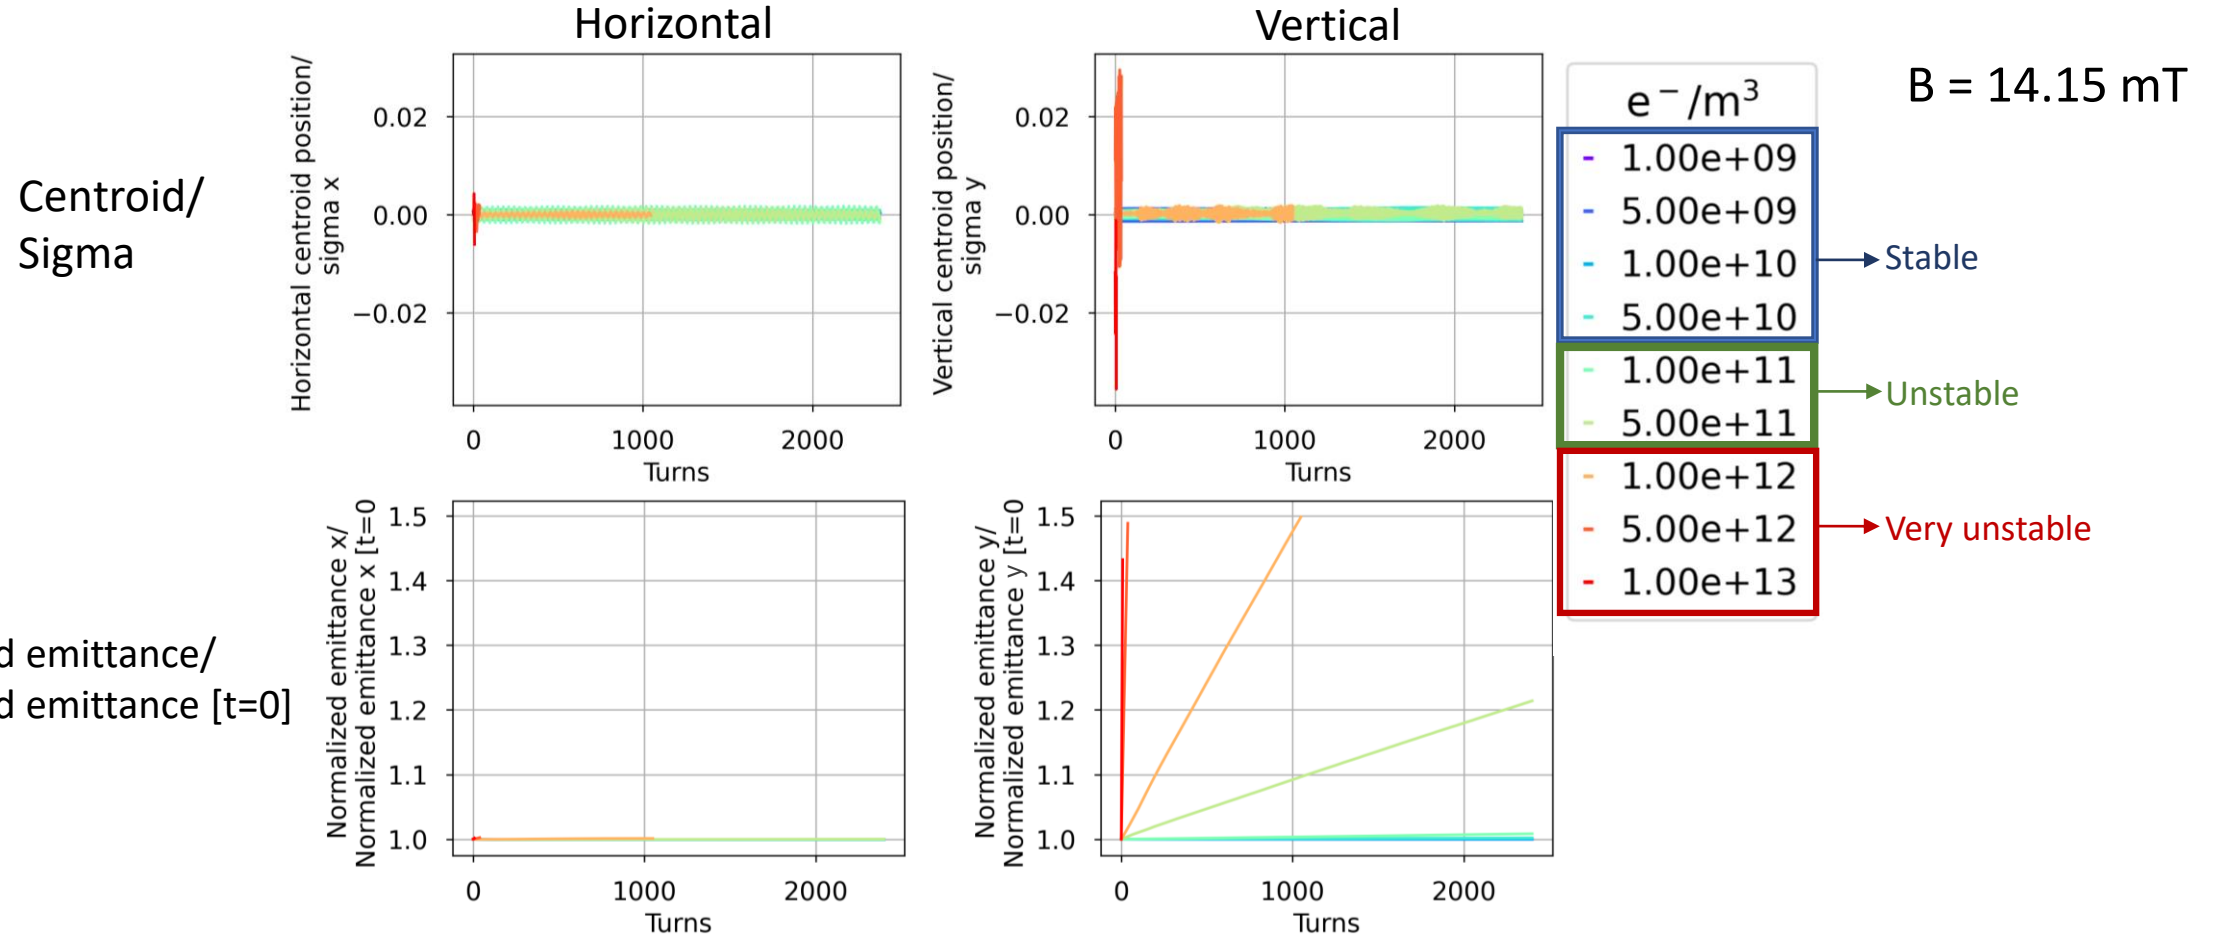 Horizontal
Vertical
B = 14.15 mT
Centroid/
Sigma
Horizontal centroid position/
sigma x
0.02
0.00
−0.02
0
1000
2000
Turns
Vertical centroid position/
sigma y
0.02
0.00
−0.02
0
1000
2000
Turns
e⁻/m³
1.00e+09
5.00e+09
1.00e+10
5.00e+10
1.00e+11
5.00e+11
1.00e+12
5.00e+12
1.00e+13
Stable
Unstable
Very unstable
d emittance/
d emittance [t=0]
Normalized emittance x/
Normalized emittance x [t=0
1.5
1.4
1.3
1.2
1.1
1.0
0
1000
2000
Turns
Normalized emittance y/
Normalized emittance y [t=0
1.5
1.4
1.3
1.2
1.1
1.0
0
1000
2000
Turns